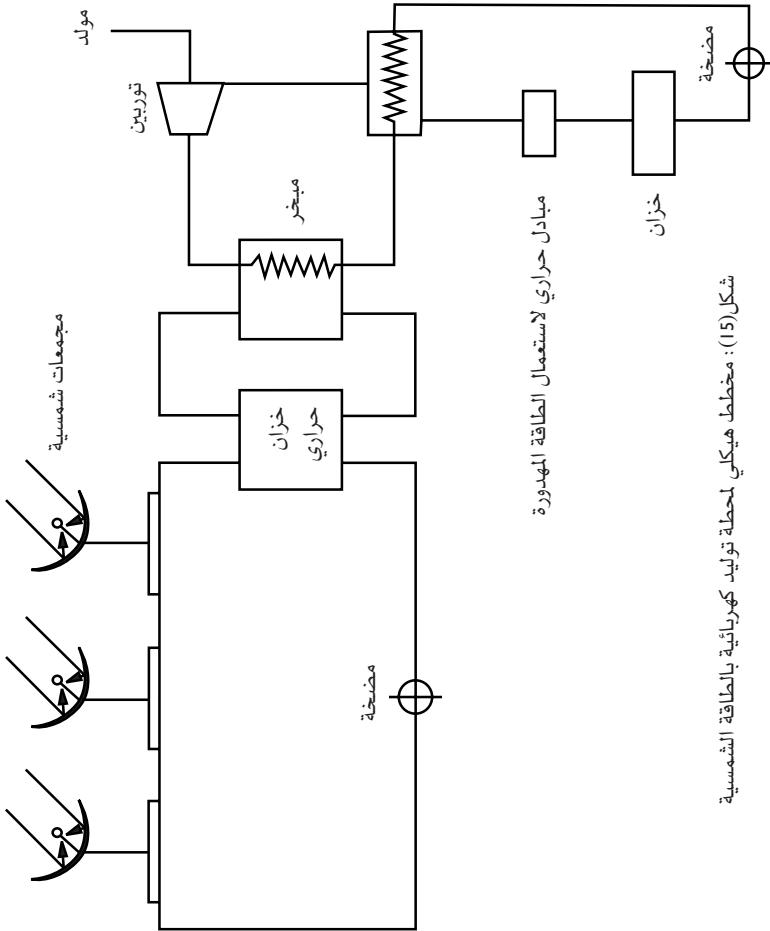 مولد
توربين
مبخر
مضخة
خزان
مبادل حراري لاستعمال الطاقة المهدورة
مجمعات شمسية
خزان
حراري
مضخة
شكل(15): مخطط هيكلي لمحطة توليد كهربائية بالطاقة الشمسية